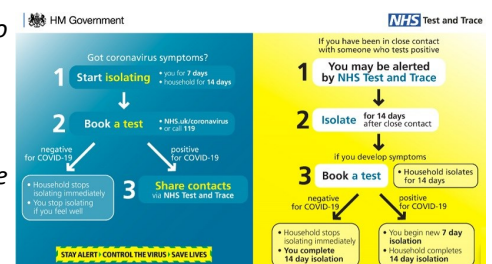 HM Government
NHS Test and Trace
Got coronavirus symptoms?
1 Start isolating
• you for 7 days
• household for 14 days
2 Book a test
• NHS.uk/coronavirus
• or call 119
negative
for COVID-19
positive
for COVID-19
• Household stops
isolating immediately
• You stop isolating
if you feel well
3 Share contacts
via NHS Test and Trace
STAY ALERT › CONTROL THE VIRUS › SAVE LIVES
If you have been in close contact
with someone who tests positive
1 You may be alerted
by NHS Test and Trace
2 Isolate for 14 days
after close contact
if you develop symptoms
3 Book a test
• Household isolates
for 14 days
negative
for COVID-19
positive
for COVID-19
• Household stops
isolating immediately
• You complete
14 day isolation
• You begin new 7 day
isolation
• Household completes
14 day isolation